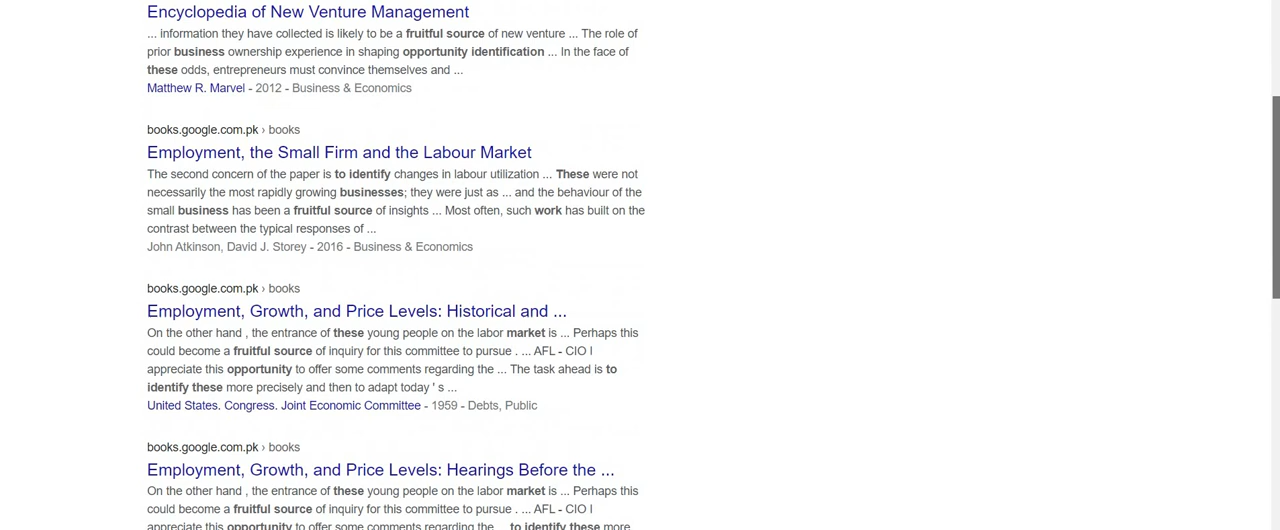 Encyclopedia of New Venture Management
... information they have collected is likely to be a fruitful source of new venture ... The role of
prior business ownership experience in shaping opportunity identification ... In the face of
these odds, entrepreneurs must convince themselves and ...
Matthew R. Marvel - 2012 - Business & Economics
books.google.com.pk › books
Employment, the Small Firm and the Labour Market
The second concern of the paper is to identify changes in labour utilization ... These were not
necessarily the most rapidly growing businesses; they were just as ... and the behaviour of the
small business has been a fruitful source of insights ... Most often, such work has built on the
contrast between the typical responses of ...
John Atkinson, David J. Storey - 2016 - Business & Economics
books.google.com.pk › books
Employment, Growth, and Price Levels: Historical and ...
On the other hand , the entrance of these young people on the labor market is ... Perhaps this
could become a fruitful source of inquiry for this committee to pursue . ... AFL - CIO I
appreciate this opportunity to offer some comments regarding the ... The task ahead is to
identify these more precisely and then to adapt today ' s ...
United States. Congress. Joint Economic Committee - 1959 - Debts, Public
books.google.com.pk › books
Employment, Growth, and Price Levels: Hearings Before the ...
On the other hand , the entrance of these young people on the labor market is ... Perhaps this
could become a fruitful source of inquiry for this committee to pursue . ... AFL - CIO I
appreciate this opportunity to offer some comments regarding the ... to identify these more